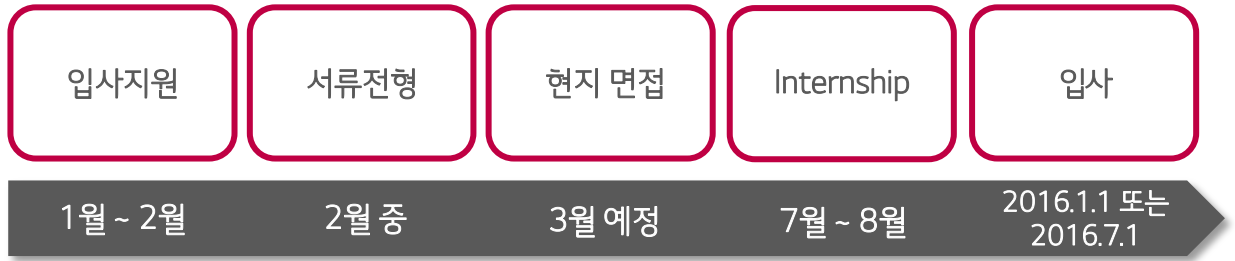 입사지원
서류전형
현지 면접
Internship
입사
1월 ~ 2월
2월 중
3월 예정
7월 ~ 8월
2016.1.1 또는
2016.7.1